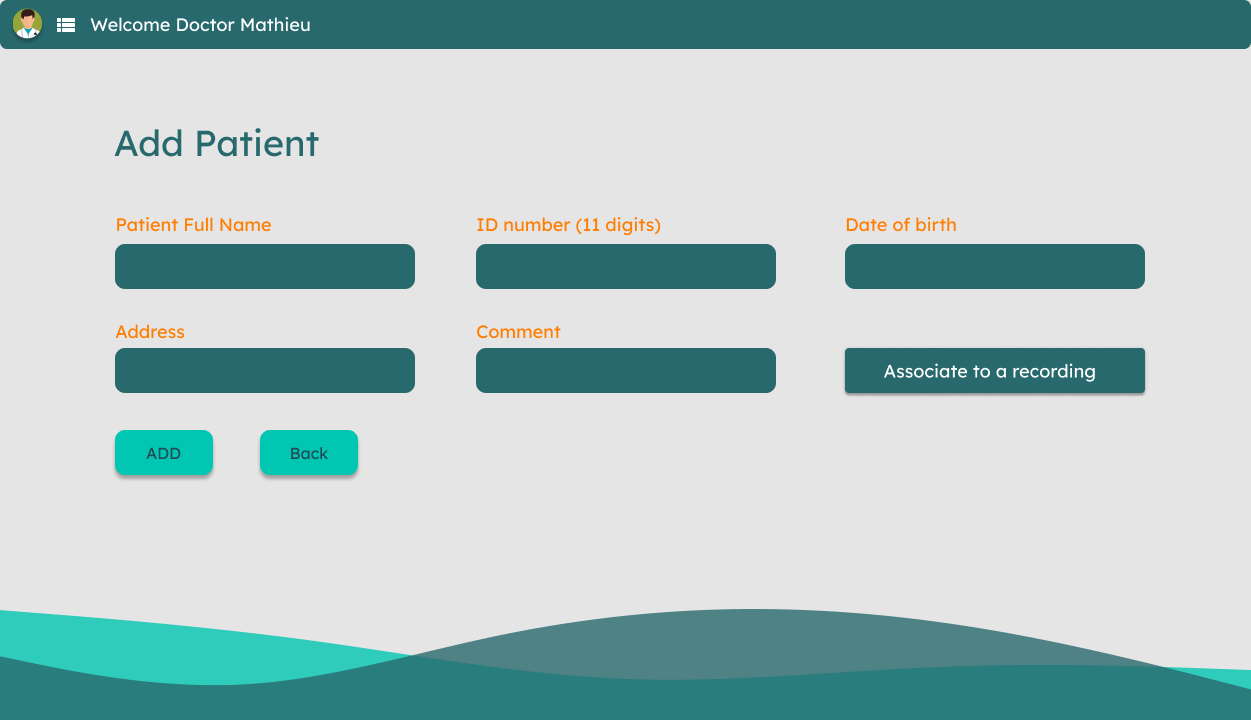 Welcome Doctor Mathieu
Add Patient
Patient Full Name
ID number (11 digits)
Date of birth
Address
Comment
Associate to a recording
ADD
Back